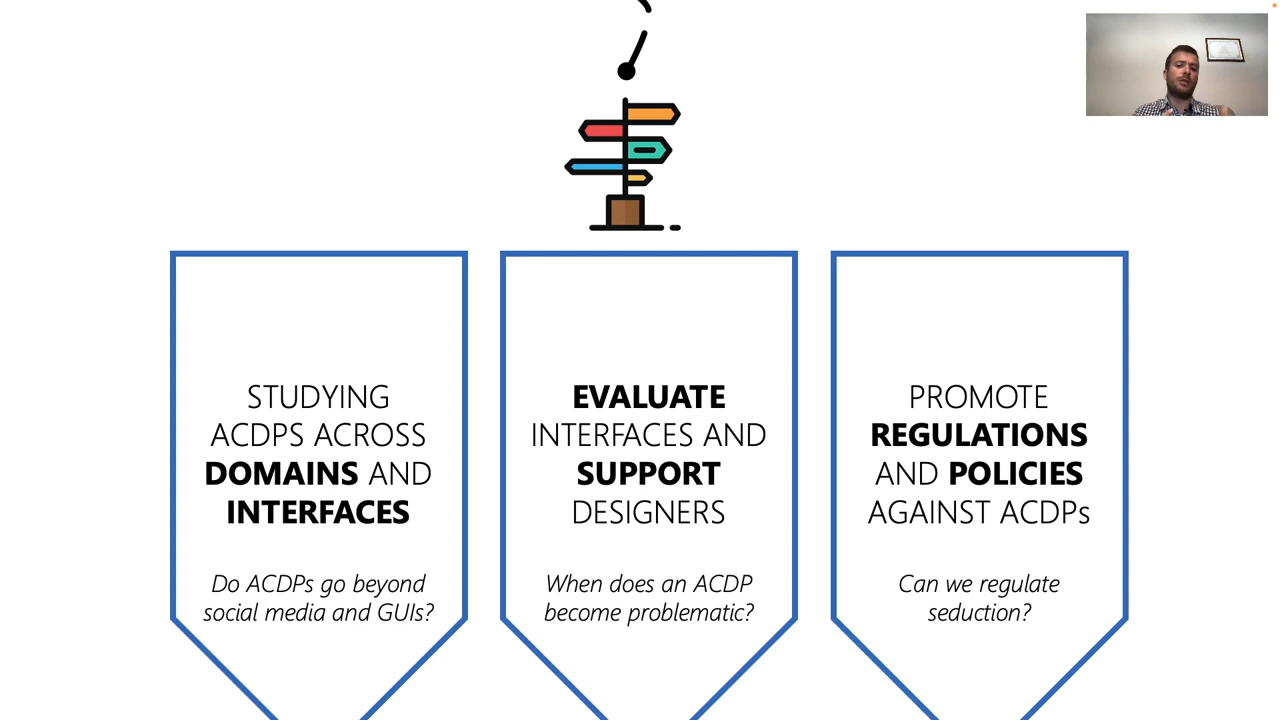 STUDYING
ACDPS ACROSS
DOMAINS AND
INTERFACES
Do ACDPs go beyond
social media and GUIs?
EVALUATE
INTERFACES AND
SUPPORT
DESIGNERS
When does an ACDP
become problematic?
PROMOTE
REGULATIONS
AND POLICIES
AGAINST ACDPs
Can we regulate
seduction?